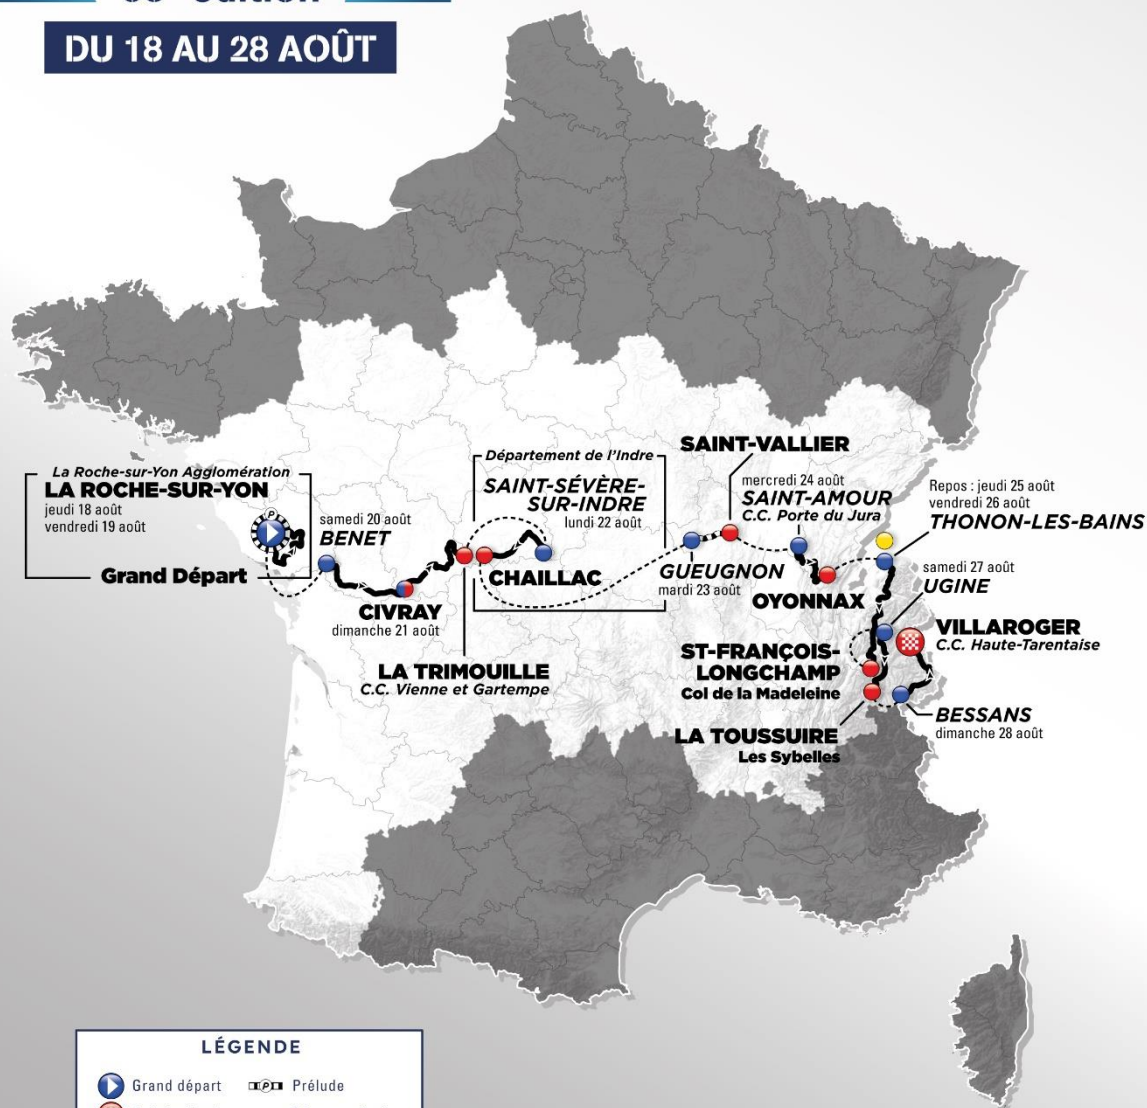 DU 18 AU 28 AOÛT
La Roche-sur-Yon Agglomération
LA ROCHE-SUR-YON
jeudi 18 août
vendredi 19 août
P
Grand Départ
samedi 20 août
BENET
CIVRAY
dimanche 21 août
LA TRIMOUILLE
C.C. Vienne et Gartempe
Département de l'Indre
SAINT-SÉVÈRE-
SUR-INDRE
lundi 22 août
CHAILLAC
SAINT-VALLIER
GUEUGNON
mardi 23 août
mercredi 24 août
SAINT-AMOUR
C.C. Porte du Jura
OYONNAX
Repos : jeudi 25 août
vendredi 26 août
THONON-LES-BAINS
samedi 27 août
UGINE
VILLAROGER
C.C. Haute-Tarentaise
ST-FRANÇOIS-
LONGCHAMP
Col de la Madeleine
LA TOUSSUIRE
Les Sybelles
BESSANS
dimanche 28 août
LÉGENDE
Grand départ
P Prélude